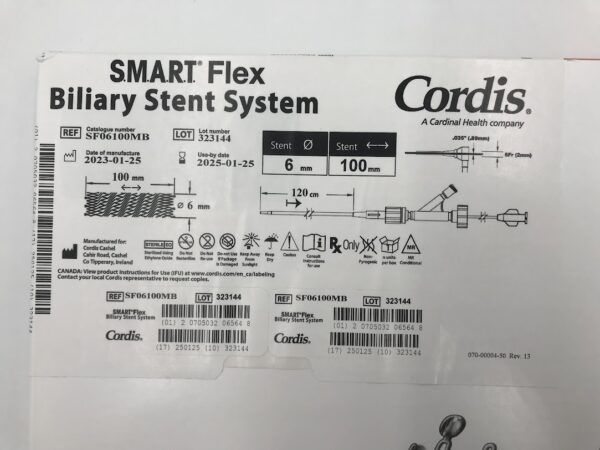 S.M.A.R.T.® Flex
Biliary Stent System
Cordis®
A Cardinal Health company
REF Catalogue number SF06100MB
LOT Lot number 323144
Date of manufacture 2023-01-25
Use-by date 2025-01-25
Stent Ø
6 mm
Stent ←→
100 mm
.035" (.89mm)
6F+ (2mm)
100 mm
Ø 6 mm
120 cm
Manufactured for:
Cordis Cashel
Cahir Road, Cashel
Co Tipperary, Ireland
STERILE EO
Sterilized Using Ethylene Oxide
Do Not Reuse
Do Not Resterilize
Do not Use If Package Is Damaged
Keep Away From Sunlight
Keep Dry
Caution
Consult Instructions for use
Rx Only
Non-Pyrogenic
n units per box
MR
MR Conditional
CANADA: View product Instructions for Use (IFU) at www.cordis.com/en_ca/labeling
Contact your local Cordis representative to request copies.
REF SF06100MB LOT 323144
S.M.A.R.T.® Flex
Biliary Stent System
(01) 2 0705032 06564 8
Cordis.
(17) 250125 (10) 323144
REF SF06100MB LOT 323144
S.M.A.R.T.® Flex
Biliary Stent System
(01) 2 0705032 06564 8
Cordis.
(17) 250125 (10) 323144
070-00004-50 Rev. 13